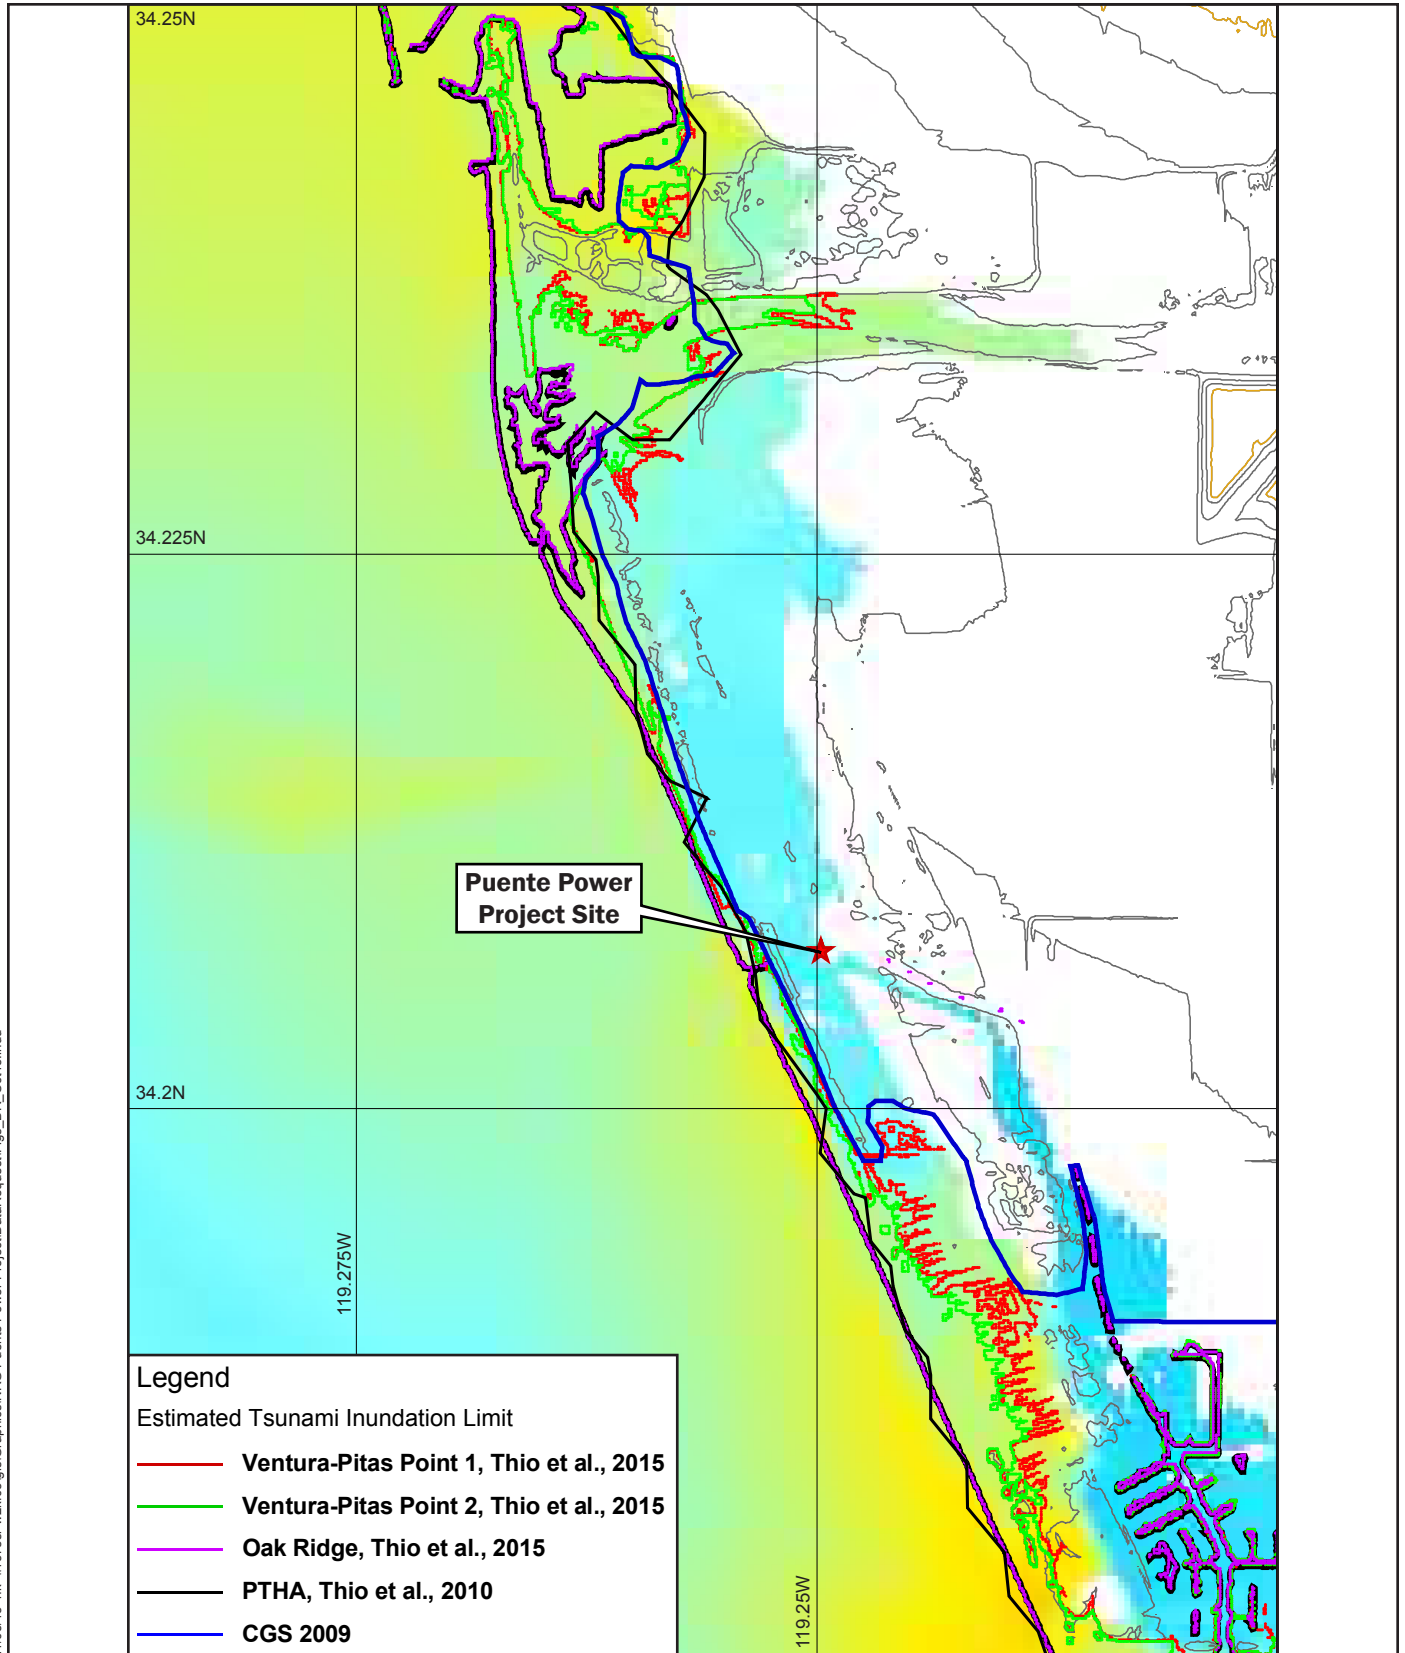 34.25N
34.225N
Puente Power
Project Site
34.2N
119.275W
119.25W
Legend
Estimated Tsunami Inundation Limit
Ventura-Pitas Point 1, Thio et al., 2015
Ventura-Pitas Point 2, Thio et al., 2015
Oak Ridge, Thio et al., 2015
PTHA, Thio et al., 2010
CGS 2009